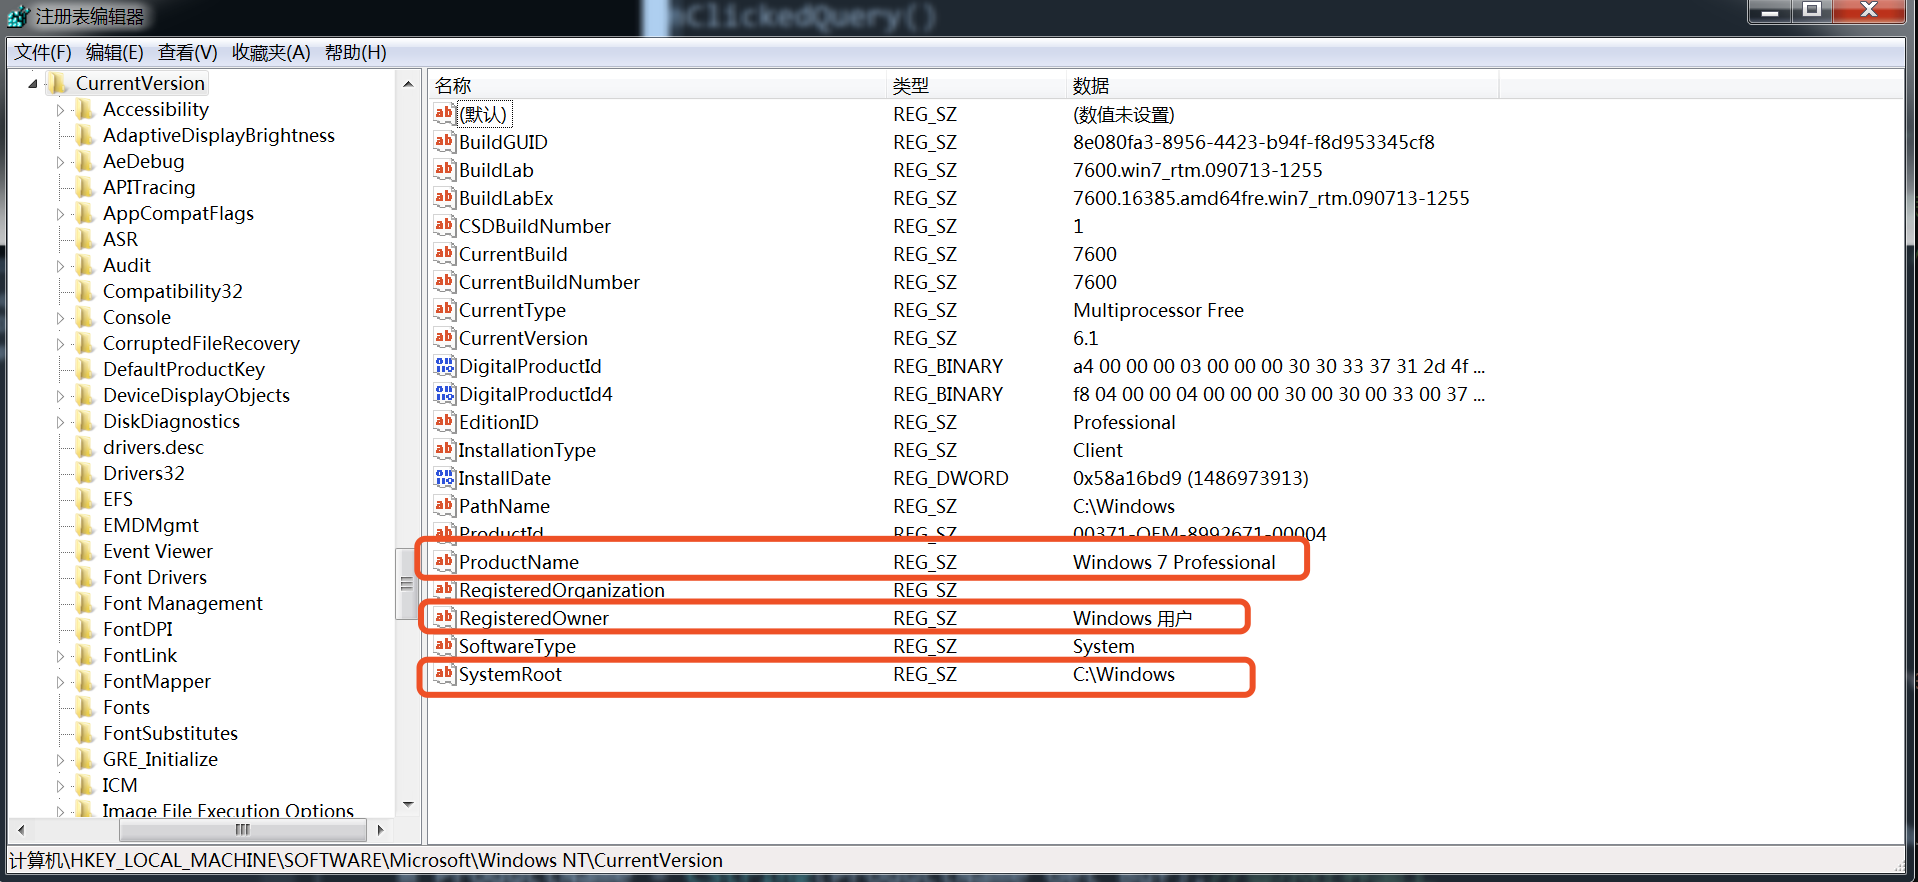 mClickedQuery()
注册表编辑器
文件(F) 编辑(E) 查看(V) 收藏夹(A) 帮助(H)
CurrentVersion
Accessibility
AdaptiveDisplayBrightness
AeDebug
APITracing
AppCompatFlags
ASR
Audit
Compatibility32
Console
CorruptedFileRecovery
DefaultProductKey
DeviceDisplayObjects
DiskDiagnostics
drivers.desc
Drivers32
EFS
EMDMgmt
Event Viewer
Font Drivers
Font Management
FontDPI
FontLink
FontMapper
Fonts
FontSubstitutes
GRE_Initialize
ICM
Image File Execution Options
名称 类型 数据
(默认) REG_SZ (数值未设置)
BuildGUID REG_SZ 8e080fa3-8956-4423-b94f-f8d953345cf8
BuildLab REG_SZ 7600.win7_rtm.090713-1255
BuildLabEx REG_SZ 7600.16385.amd64fre.win7_rtm.090713-1255
CSDBuildNumber REG_SZ 1
CurrentBuild REG_SZ 7600
CurrentBuildNumber REG_SZ 7600
CurrentType REG_SZ Multiprocessor Free
CurrentVersion REG_SZ 6.1
DigitalProductId REG_BINARY a4 00 00 00 03 00 00 00 30 30 33 37 31 2d 4f ...
DigitalProductId4 REG_BINARY f8 04 00 00 04 00 00 00 30 00 30 00 33 00 37 ...
EditionID REG_SZ Professional
InstallationType REG_SZ Client
InstallDate REG_DWORD 0x58a16bd9 (1486973913)
PathName REG_SZ C:\Windows
ProductId REG_SZ 00371-OEM-8992671-00004
ProductName REG_SZ Windows 7 Professional
RegisteredOrganization REG_SZ
RegisteredOwner REG_SZ Windows 用户
SoftwareType REG_SZ System
SystemRoot REG_SZ C:\Windows
计算机\HKEY_LOCAL_MACHINE\SOFTWARE\Microsoft\Windows NT\CurrentVersion